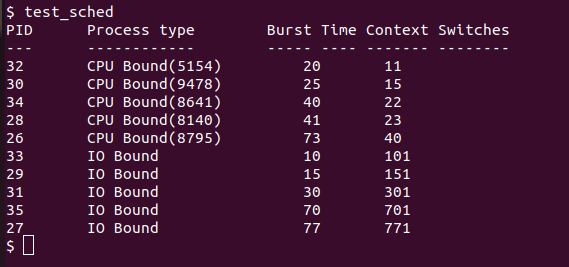 $ test_sched
PID Process type Burst Time Context Switches
--- ------------ ----- ---- ------- --------
32 CPU Bound(5154) 20 11
30 CPU Bound(9478) 25 15
34 CPU Bound(8641) 40 22
28 CPU Bound(8140) 41 23
26 CPU Bound(8795) 73 40
33 IO Bound 10 101
29 IO Bound 15 151
31 IO Bound 30 301
35 IO Bound 70 701
27 IO Bound 77 771
$